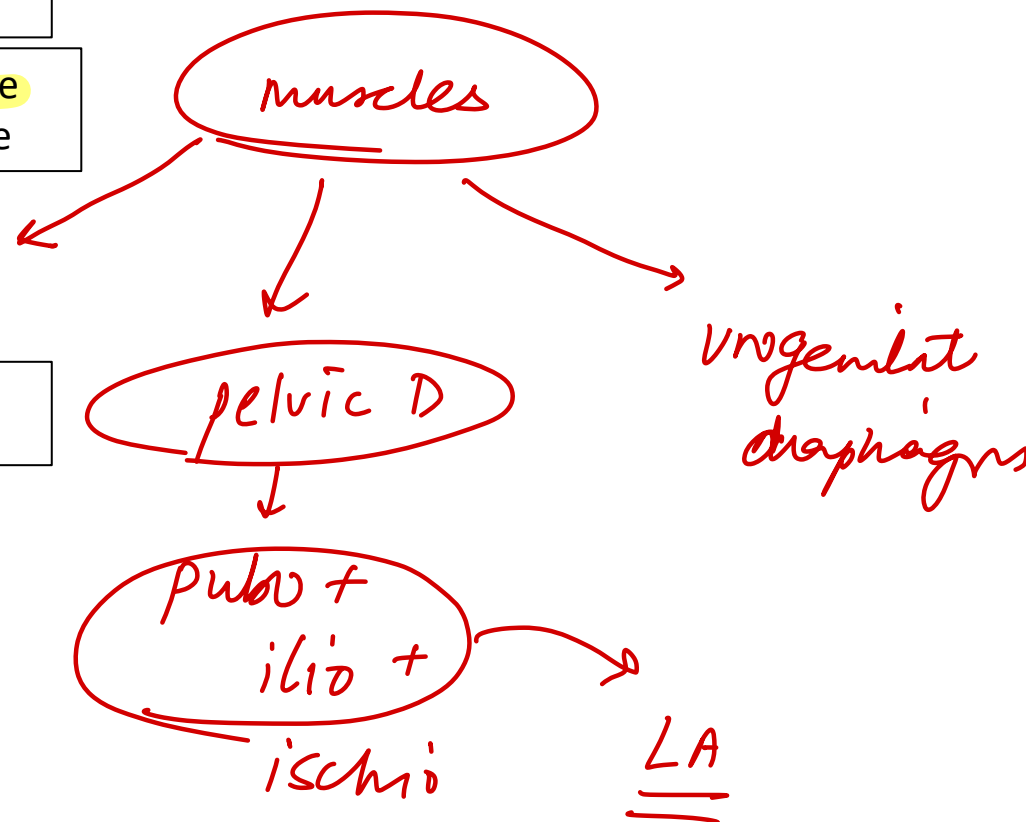 e
e
muscles
urogenital
diaphragm
pelvic D
pubo +
ilio +
ischio
LA